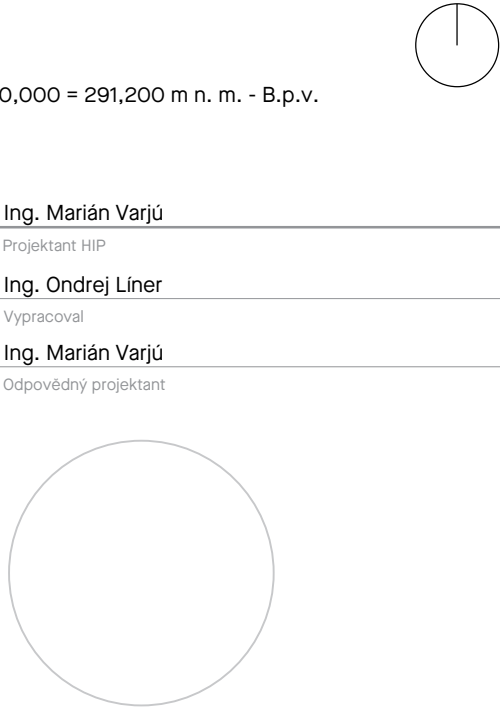 0,000 = 291,200 m n. m. - B.p.v.
Ing. Marián Varjú
Projektant HIP
Ing. Ondrej Líner
Vypracoval
Ing. Marián Varjú
Odpovědný projektant